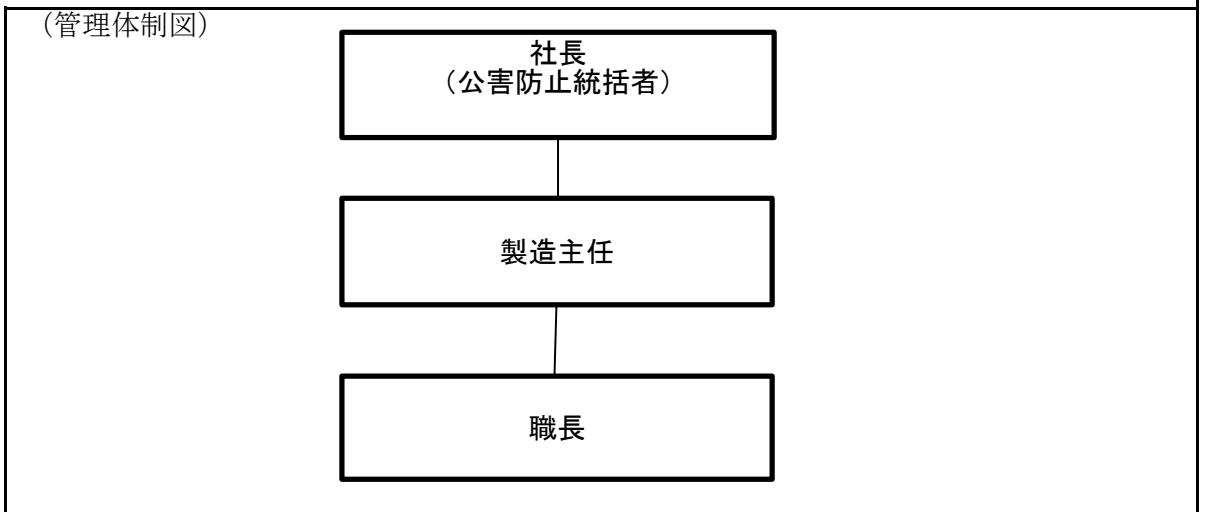 (管理体制図)
社長
(公害防止統括者)
製造主任
職長